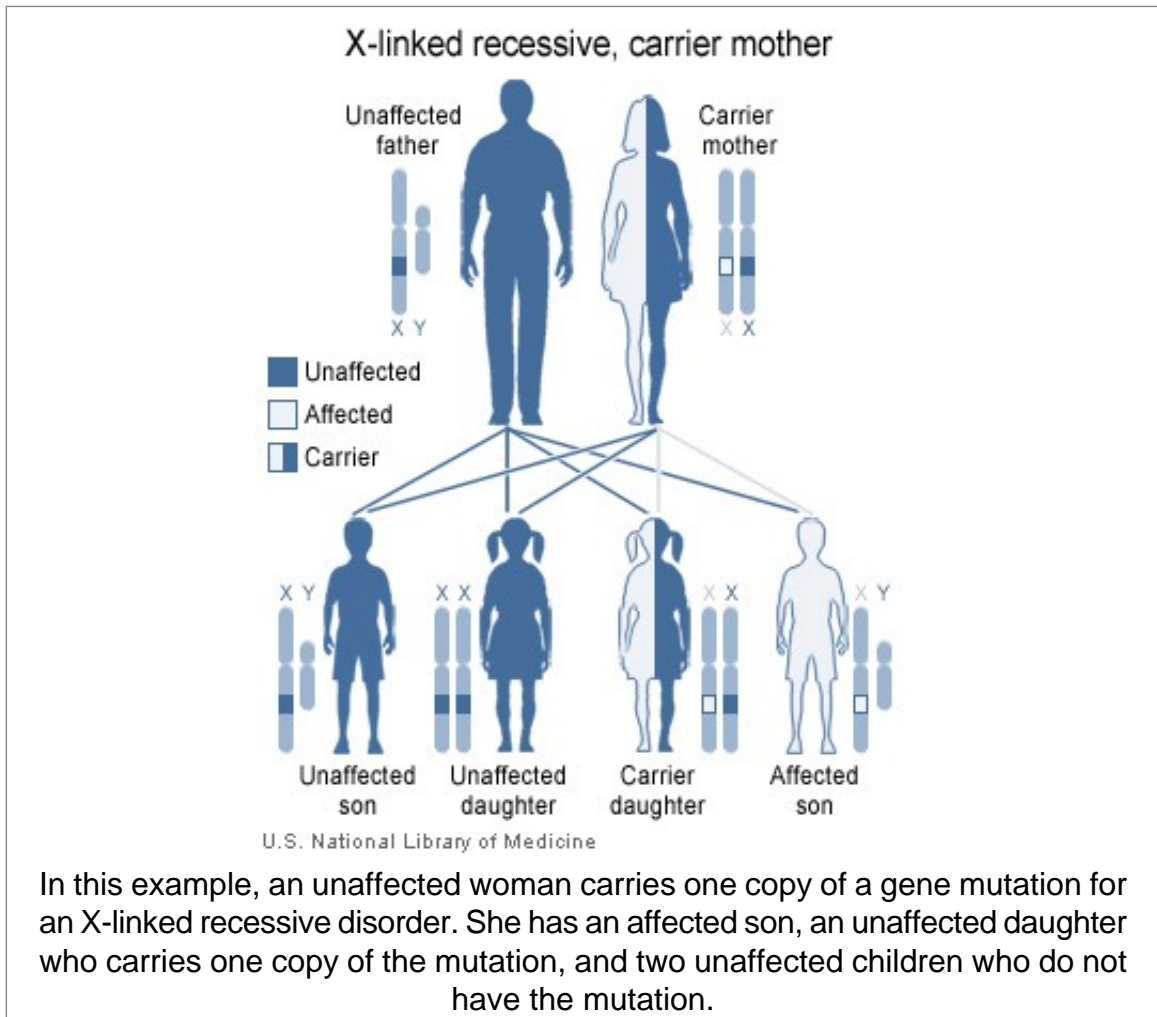 X-linked recessive, carrier mother
Unaffected
father
Carrier
mother
X Y
X X
Unaffected
Affected
Carrier
X Y
X X
X X
X Y
Unaffected
son
Unaffected
daughter
Carrier
daughter
Affected
son
U.S. National Library of Medicine
In this example, an unaffected woman carries one copy of a gene mutation for
an X-linked recessive disorder. She has an affected son, an unaffected daughter
who carries one copy of the mutation, and two unaffected children who do not
have the mutation.